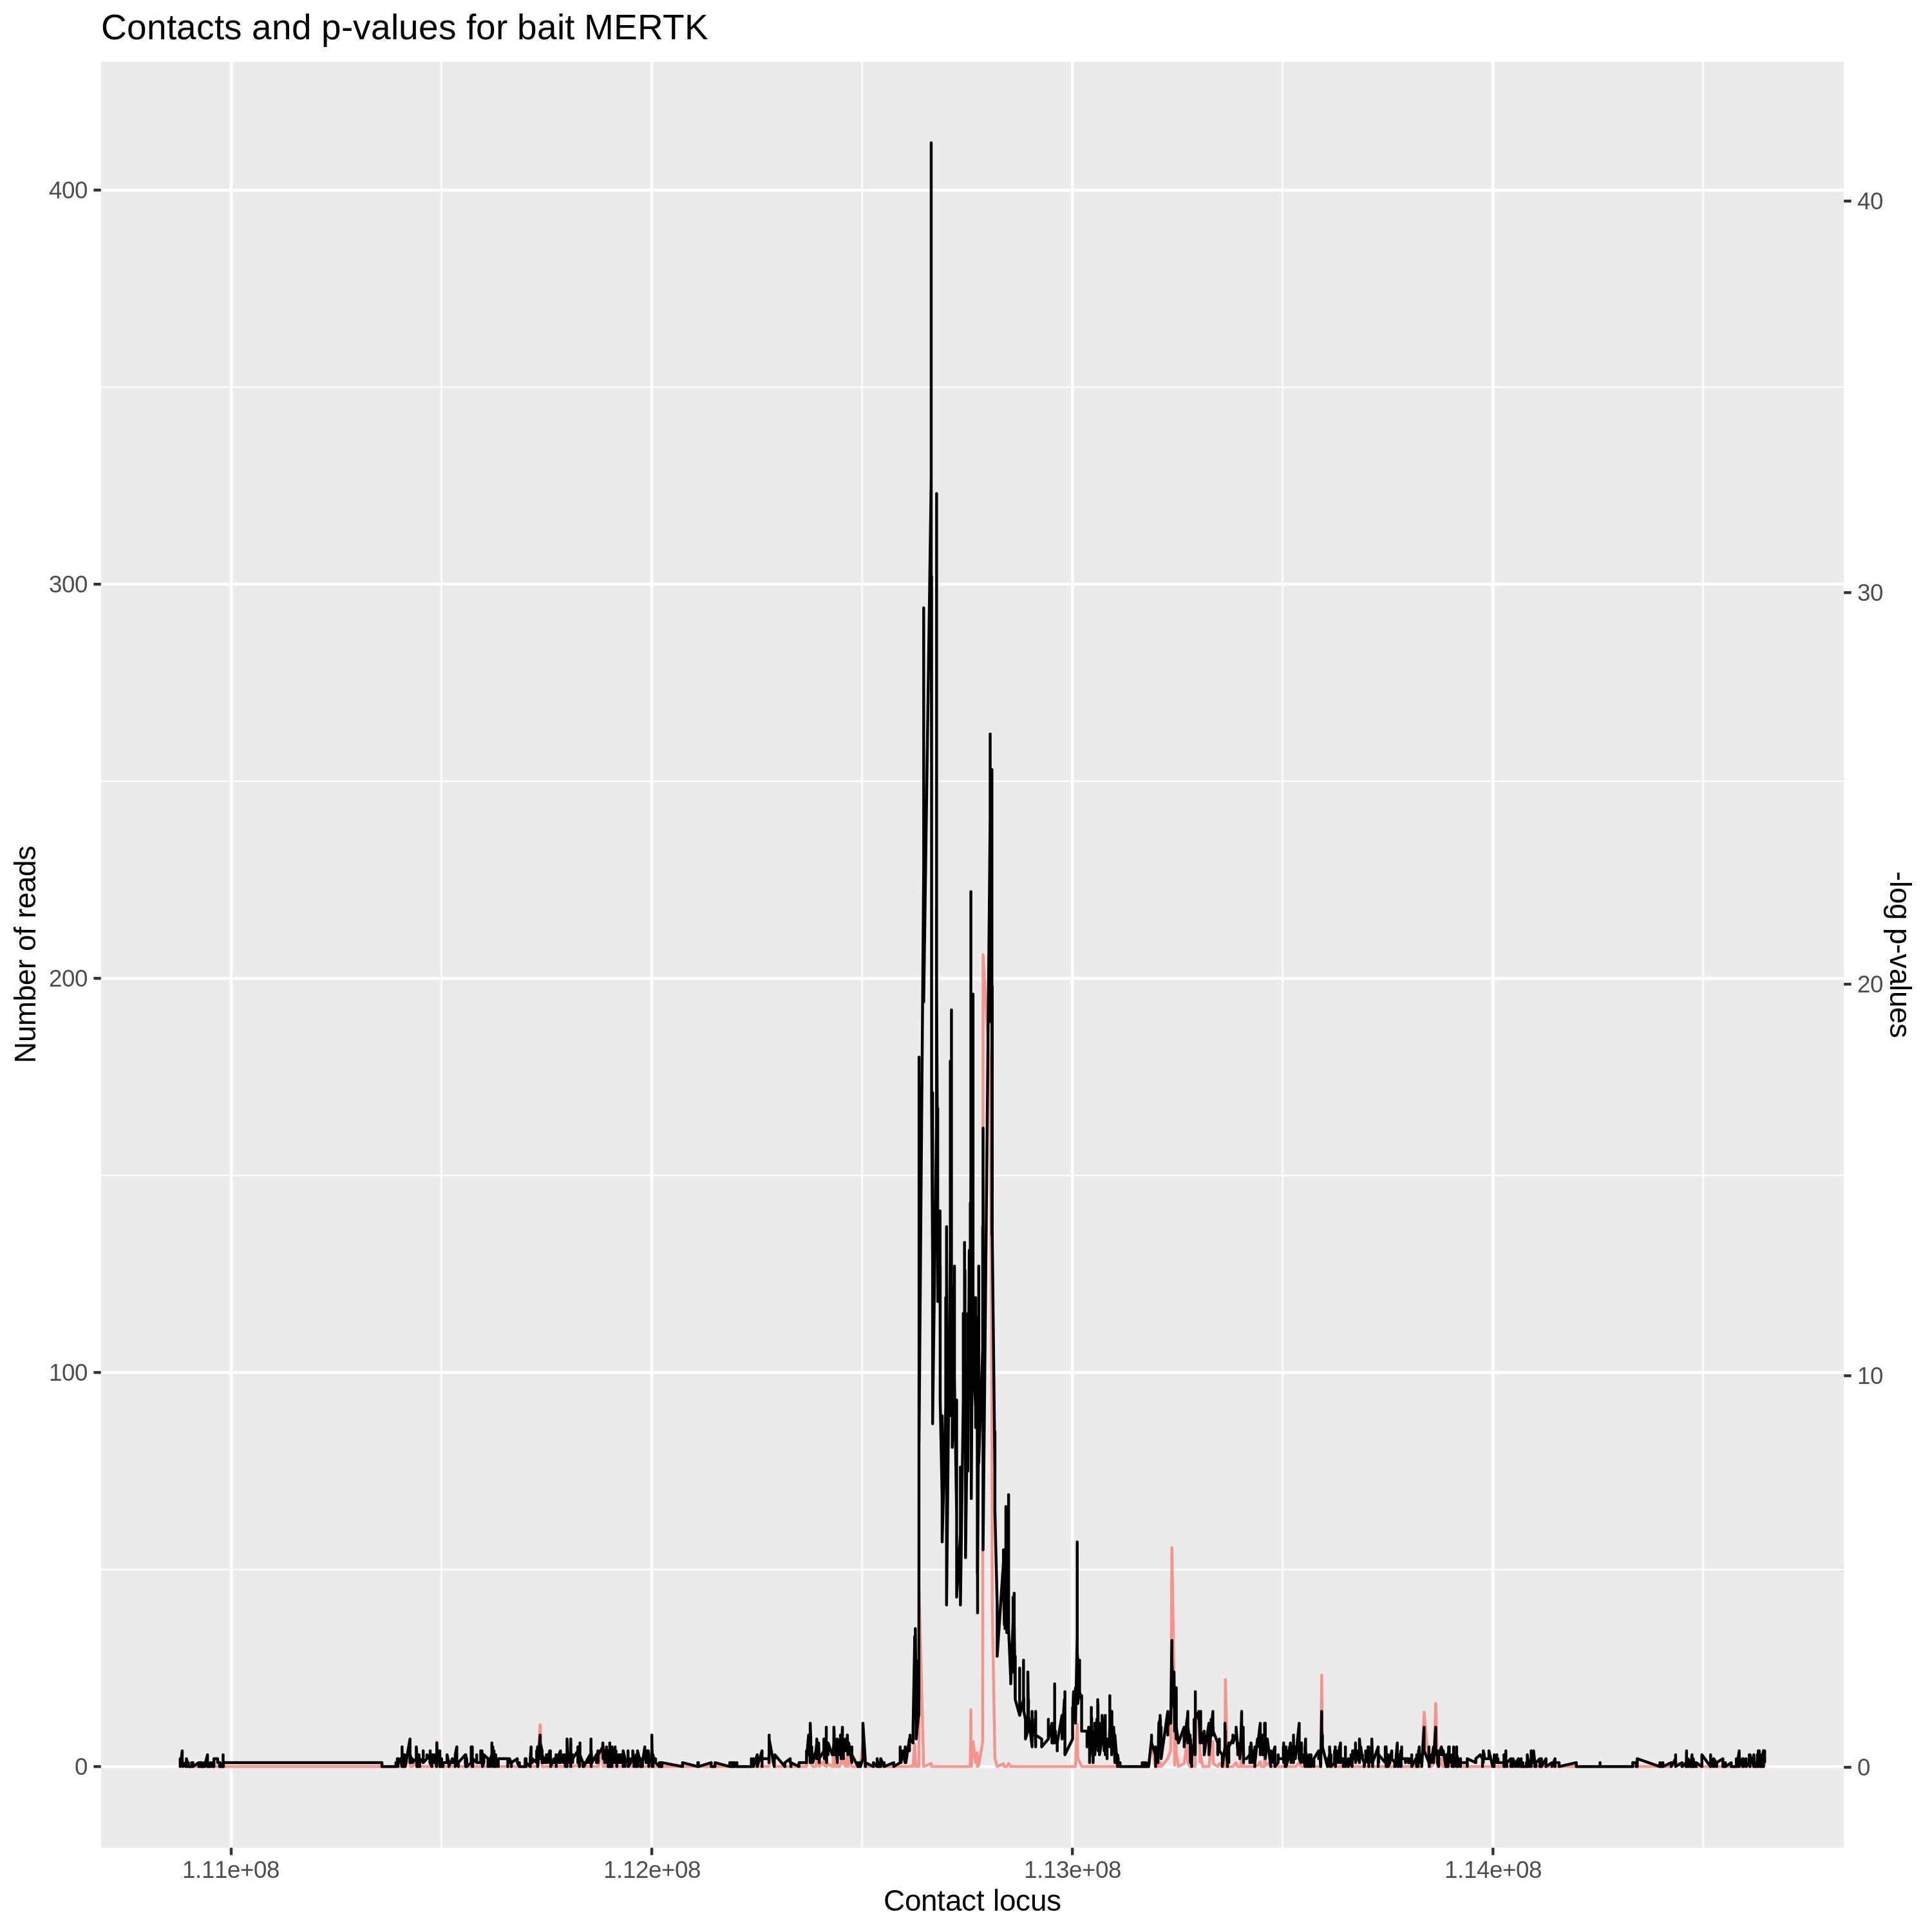 Contacts and p-values for bait MERTK
400
300
200
100
0
Number of reads
40
30
20
10
0
-log p-values
1.11e+08
1.12e+08
1.13e+08
1.14e+08
Contact locus